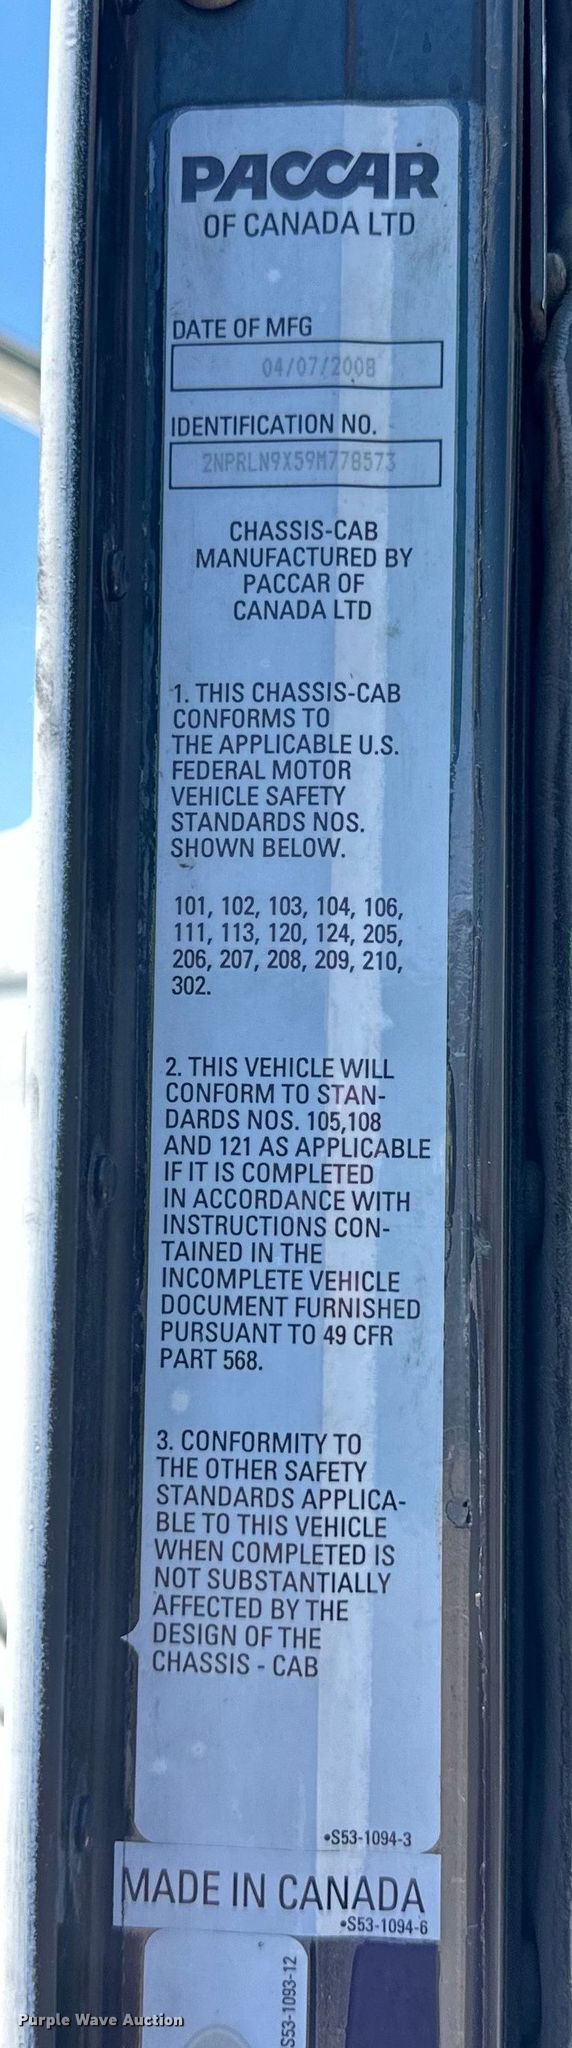 PACCAR
OF CANADA LTD
DATE OF MFG
04/07/2008
IDENTIFICATION NO.
2NPRLN9X59M778573
CHASSIS-CAB
MANUFACTURED BY
PACCAR OF
CANADA LTD
1. THIS CHASSIS-CAB
CONFORMS TO
THE APPLICABLE U.S.
FEDERAL MOTOR
VEHICLE SAFETY
STANDARDS NOS.
SHOWN BELOW.
101, 102, 103, 104, 106,
111, 113, 120, 124, 205,
206, 207, 208, 209, 210,
302.
2. THIS VEHICLE WILL
CONFORM TO STAN-
DARDS NOS. 105,108
AND 121 AS APPLICABLE
IF IT IS COMPLETED
IN ACCORDANCE WITH
INSTRUCTIONS CON-
TAINED IN THE
INCOMPLETE VEHICLE
DOCUMENT FURNISHED
PURSUANT TO 49 CFR
PART 568.
3. CONFORMITY TO
THE OTHER SAFETY
STANDARDS APPLICA-
BLE TO THIS VEHICLE
WHEN COMPLETED IS
NOT SUBSTANTIALLY
AFFECTED BY THE
DESIGN OF THE
CHASSIS - CAB
•S53-1094-3
MADE IN CANADA
•S53-1094-6
S53-1093-12
Purple Wave Auction